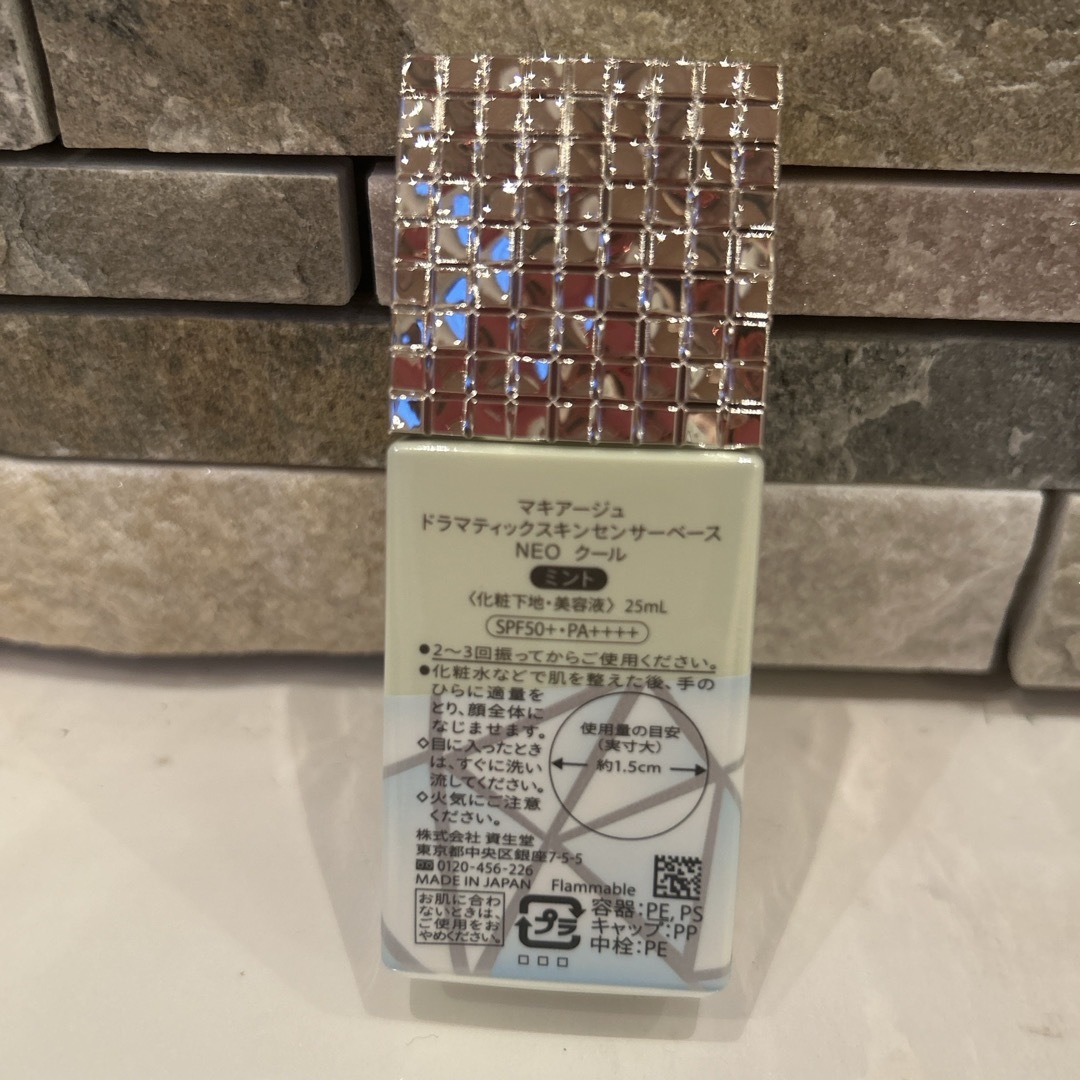 マキアージュ
ドラマティックスキンセンサーベース
NEO クール
ミント
〈化粧下地・美容液〉 25mL
SPF50+・PA++++
●2〜3回振ってからご使用ください。
●化粧水などで肌を整えた後、手の
ひらに適量を
とり、顔全体に
なじませます。
◇目に入ったとき
は、すぐに洗い
流してください。
◇火気にご注意
ください。
使用量の目安
(実寸大)
約1.5cm
株式会社 資生堂
東京都中央区銀座7-5-5
0120-456-226
MADE IN JAPAN Flammable
お肌に合わ
ないときは、
ご使用をお
やめください。
プラ
容器:PE, PS
キャップ:PP
中栓:PE